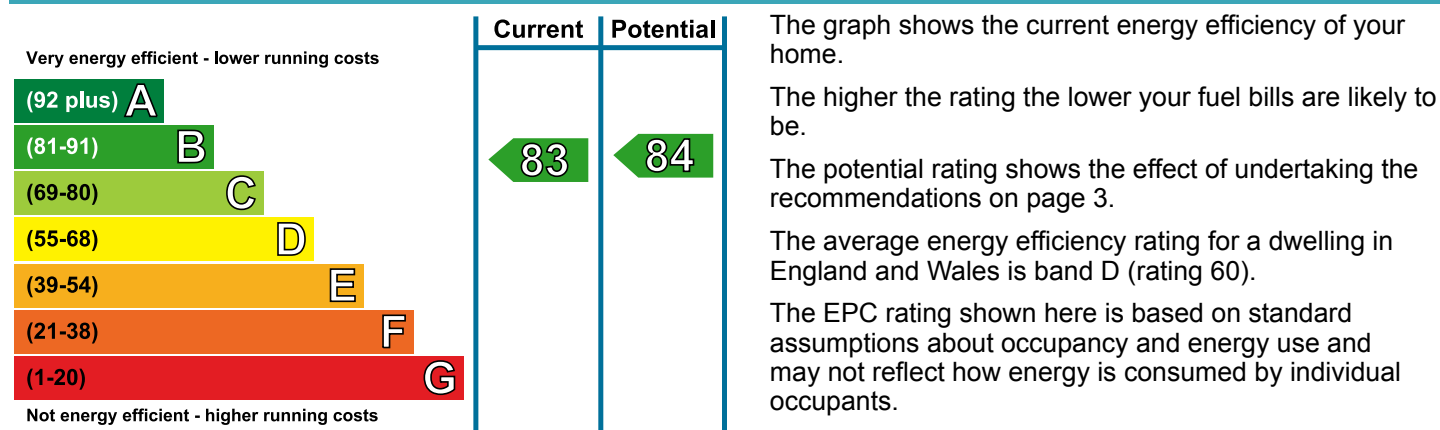 Current Potential
Very energy efficient - lower running costs
(92 plus) A
(81-91) B
(69-80) C
(55-68) D
(39-54) E
(21-38) F
(1-20) G
Not energy efficient - higher running costs
83 84
The graph shows the current energy efficiency of your
home.
The higher the rating the lower your fuel bills are likely to
be.
The potential rating shows the effect of undertaking the
recommendations on page 3.
The average energy efficiency rating for a dwelling in
England and Wales is band D (rating 60).
The EPC rating shown here is based on standard
assumptions about occupancy and energy use and
may not reflect how energy is consumed by individual
occupants.